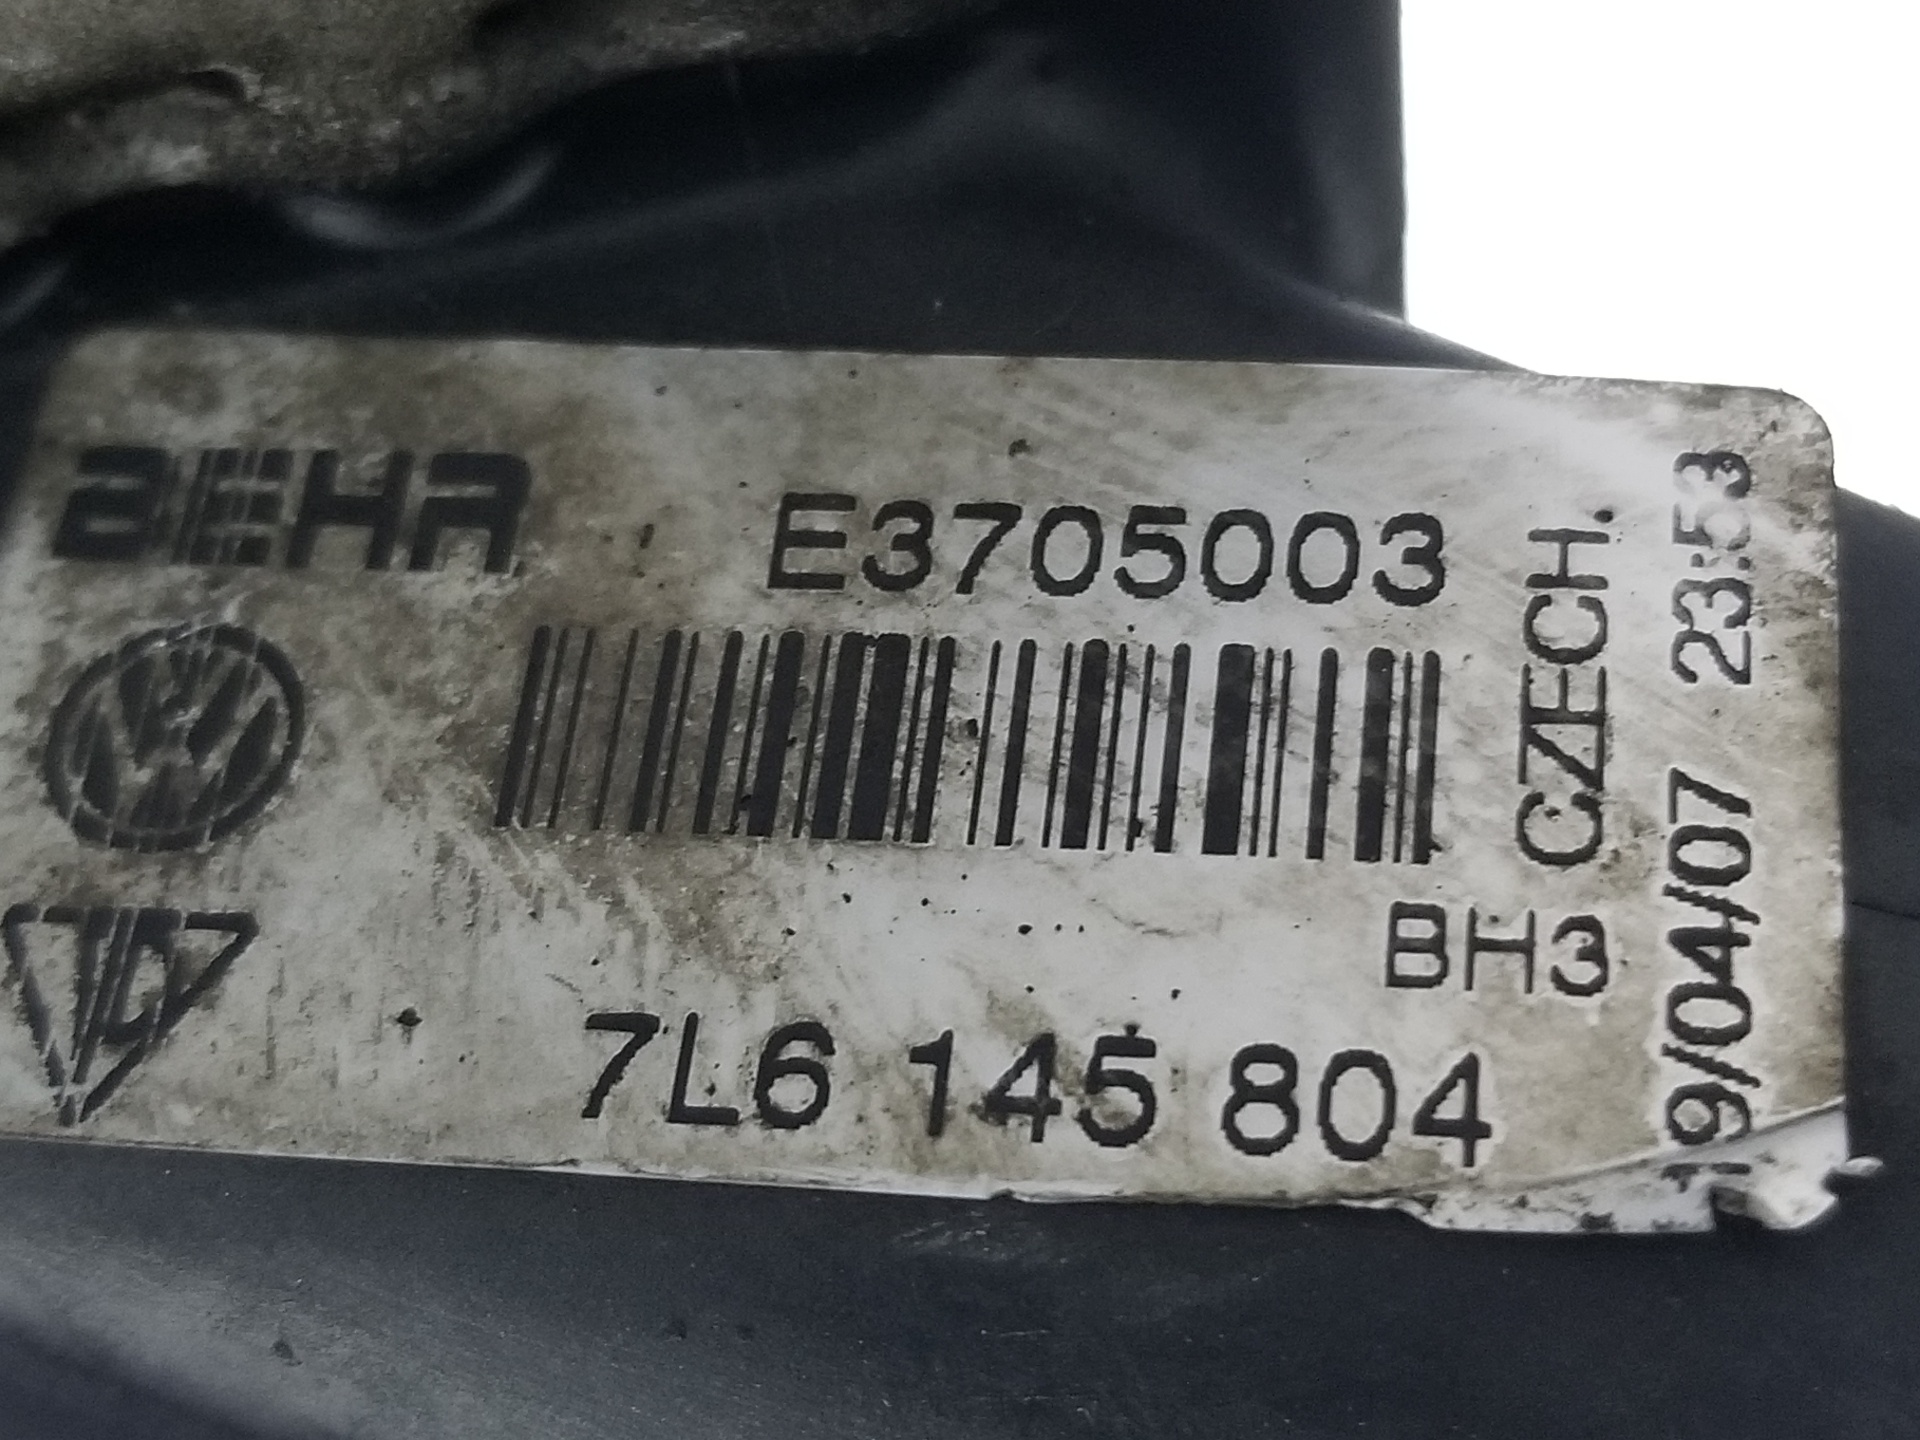 BEHR
E3705003
BH3
7L6 145 804
CZECH.
19/04/07 23:53